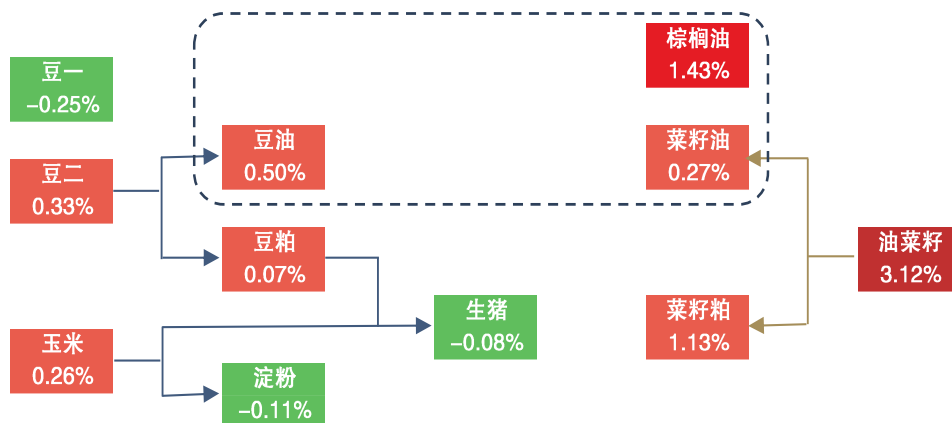 棕榈油
1.43%
豆一
-0.25%
豆油
0.50%
菜籽油
0.27%
豆二
0.33%
豆粕
0.07%
油菜籽
3.12%
生猪
-0.08%
菜籽粕
1.13%
玉米
0.26%
淀粉
-0.11%